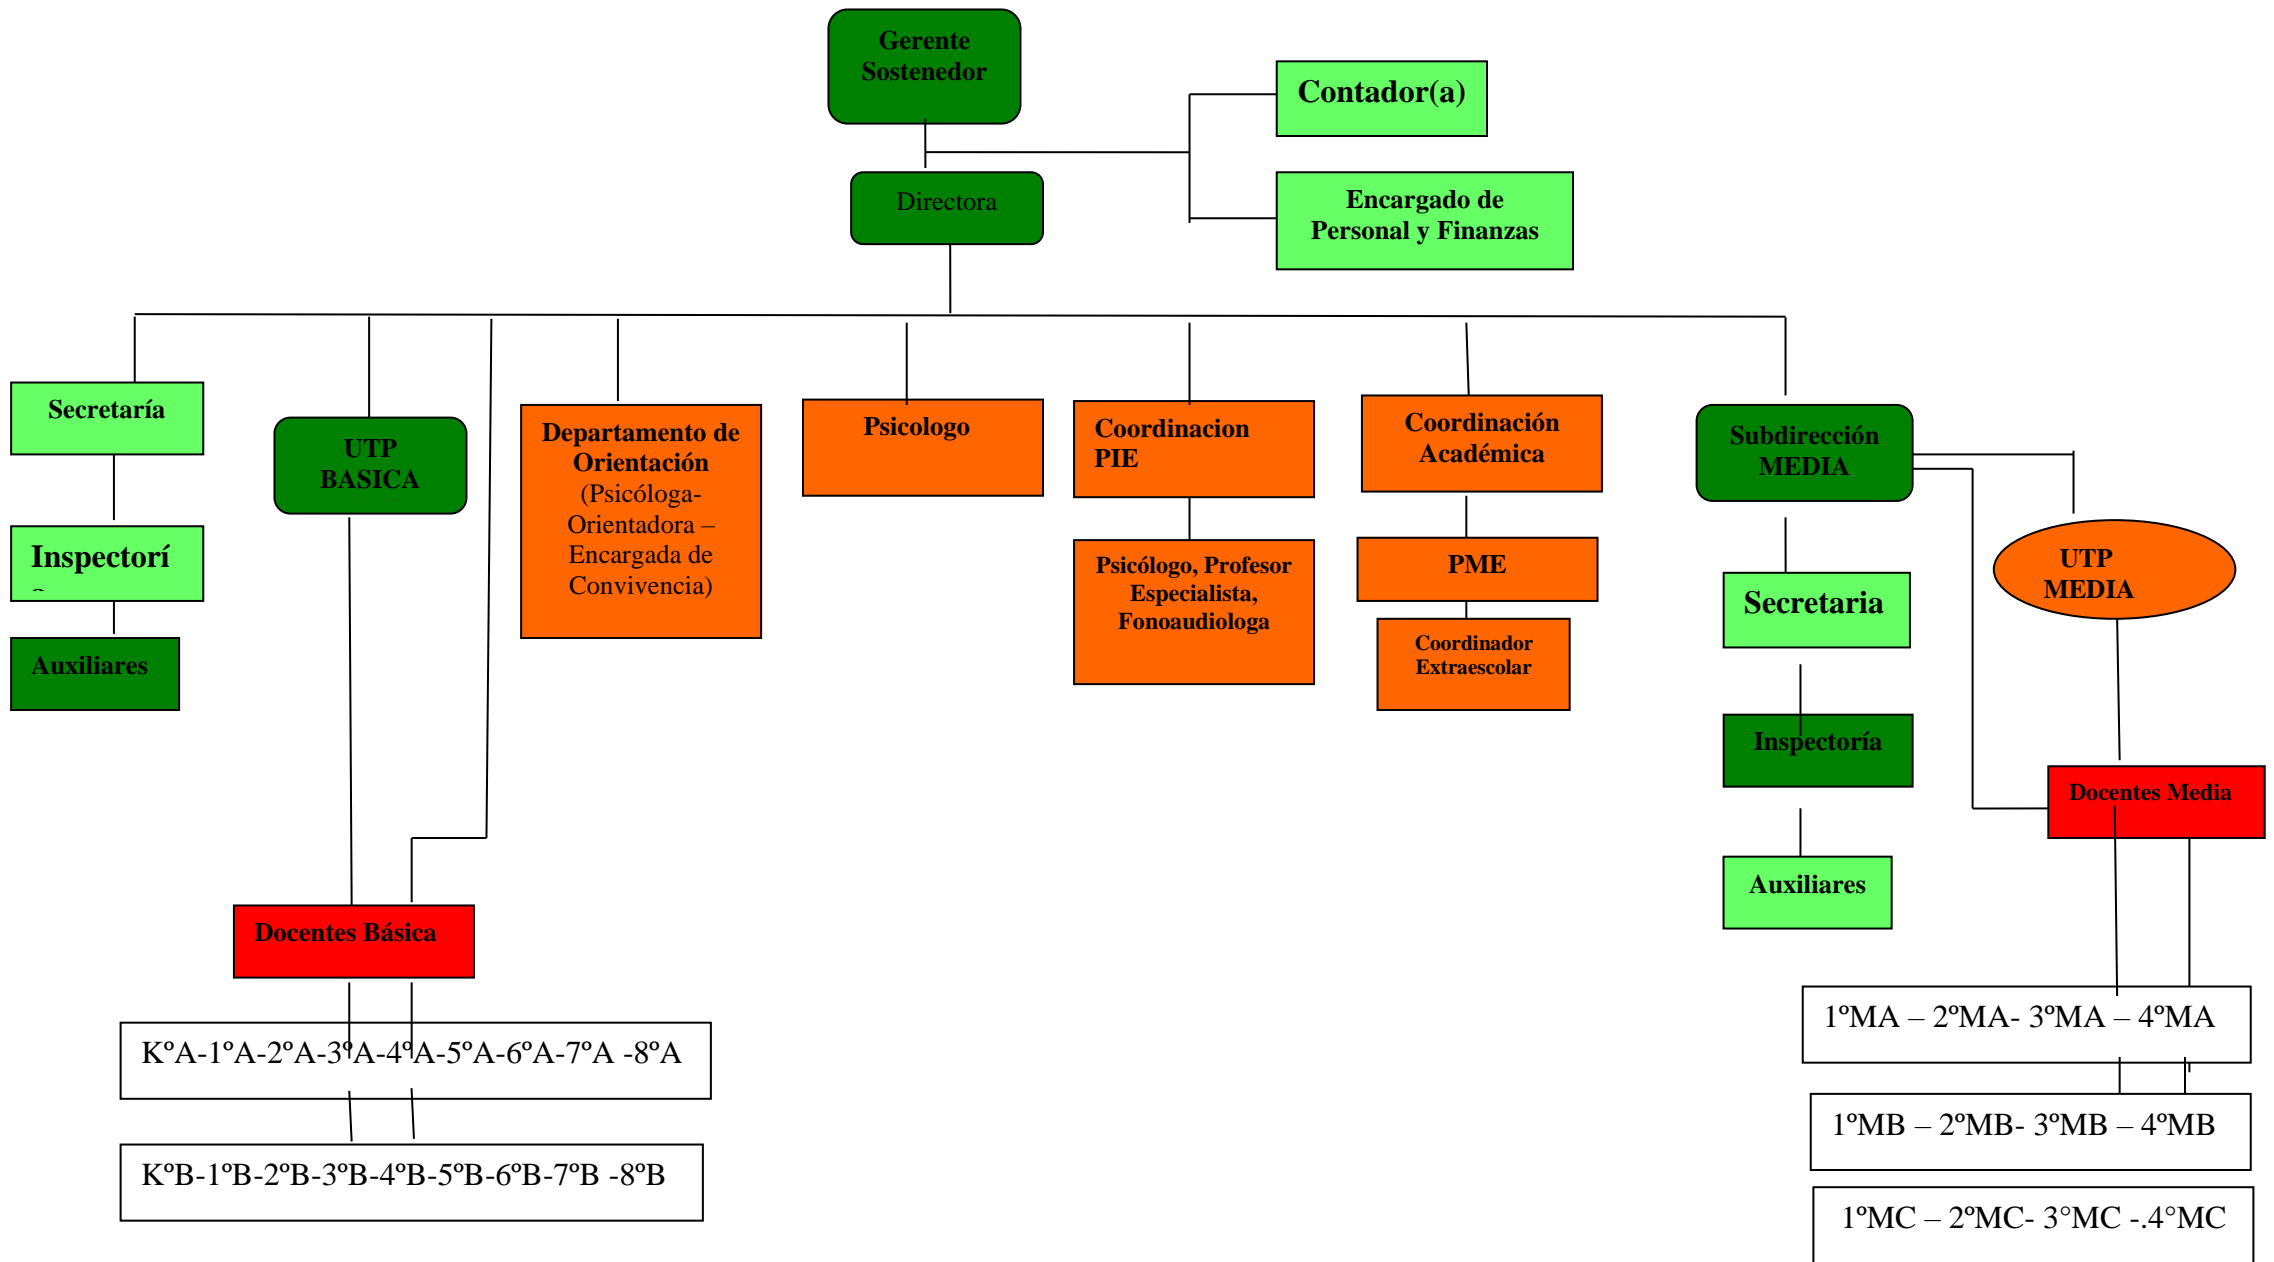 Gerente
Sostenedor
Contador(a)
Directora
Encargado de
Personal y Finanzas
Secretaría
UTP
BASICA
Departamento de
Orientación
(Psicóloga-
Orientadora –
Encargada de
Convivencia)
Psicologo
Coordinacion
PIE
Coordinación
Académica
Subdirección
MEDIA
Inspectorí
Psicólogo, Profesor
Especialista,
Fonoaudiologa
PME
UTP
MEDIA
Secretaria
Auxiliares
Coordinador
Extraescolar
Inspectoría
Docentes Media
Auxiliares
Docentes Básica
1ºMA – 2ºMA- 3ºMA – 4ºMA
KºA-1ºA-2ºA-3ºA-4ºA-5ºA-6ºA-7ºA -8ºA
1ºMB – 2ºMB- 3ºMB – 4ºMB
KºB-1ºB-2ºB-3ºB-4ºB-5ºB-6ºB-7ºB -8ºB
1ºMC – 2ºMC- 3°MC -.4°MC